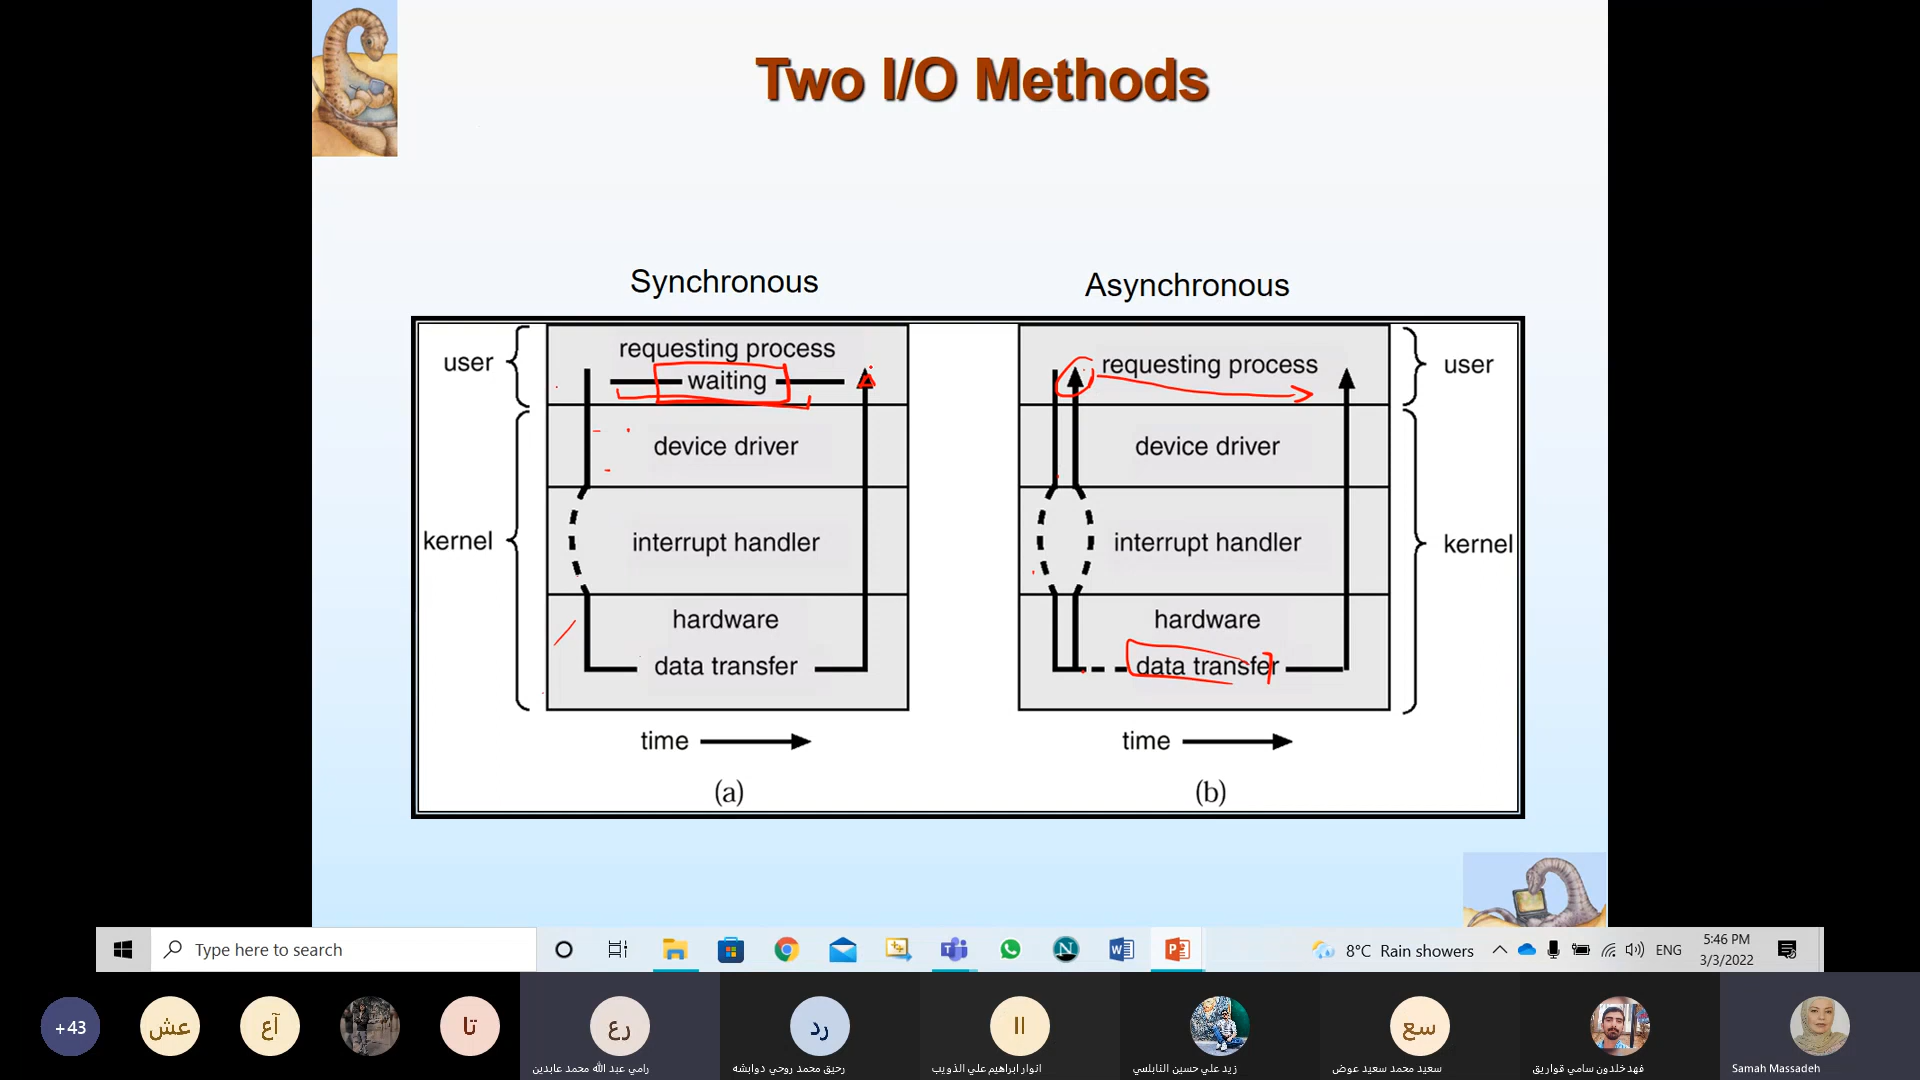 Two I/O Methods
Synchronous
Asynchronous
user
requesting process
waiting
device driver
kernel
interrupt handler
hardware
data transfer
time
(a)
requesting process
user
device driver
interrupt handler
kernel
hardware
data transfer
time
(b)
Type here to search
8°C Rain showers
ENG
5:46 PM
3/3/2022
+43
عش
آع
تا
رع
رد
اا
سع
رامي عبد الله محمد عابدين
رحيق محمد روحي دوابشه
انوار ابراهيم علي الذويب
زيد علي حسين النابلسي
سعيد محمد سعيد عوض
فهد خلدون سامي قواريق
Samah Massadeh